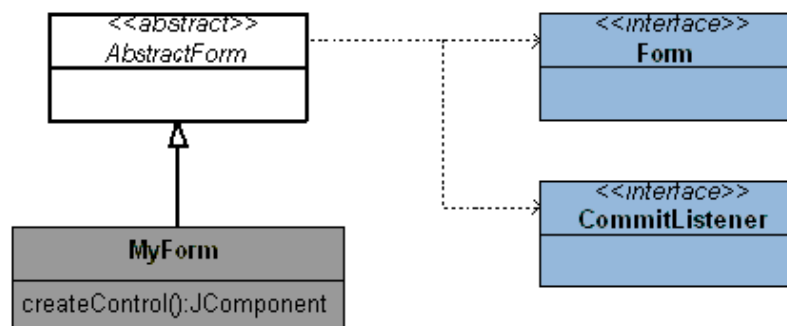 <<abstract>>
AbstractForm
<<interface>>
Form
<<interface>>
CommitListener
MyForm
createControl():JComponent